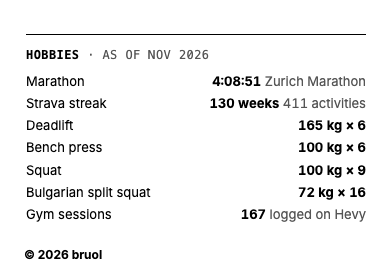 HOBBIES · AS OF NOV 2026
Marathon 4:08:51 Zurich Marathon
Strava streak 130 weeks 411 activities
Deadlift 165 kg × 6
Bench press 100 kg × 6
Squat 100 kg × 9
Bulgarian split squat 72 kg × 16
Gym sessions 167 logged on Hevy
© 2026 bruol